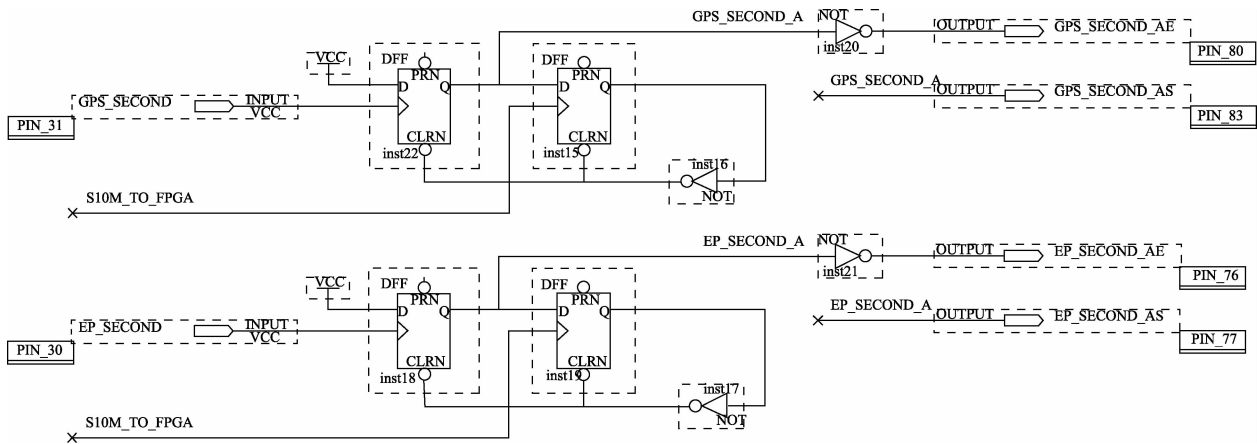 GPS_SECOND_A
NOT
inst20
OUTPUT
GPS_SECOND_AE
PIN_80
VCC
DFF
PRN
D
Q
CLRN
inst22
DFF
PRN
D
Q
CLRN
inst15
GPS_SECOND_A
OUTPUT
GPS_SECOND_AS
PIN_83
GPS_SECOND
INPUT
VCC
PIN_31
inst16
NOT
S10M_TO_FPGA
EP_SECOND_A
NOT
inst21
OUTPUT
EP_SECOND_AE
PIN_76
VCC
DFF
PRN
D
Q
CLRN
inst18
DFF
PRN
D
Q
CLRN
inst19
EP_SECOND_A
OUTPUT
EP_SECOND_AS
PIN_77
EP_SECOND
INPUT
VCC
PIN_30
inst17
NOT
S10M_TO_FPGA